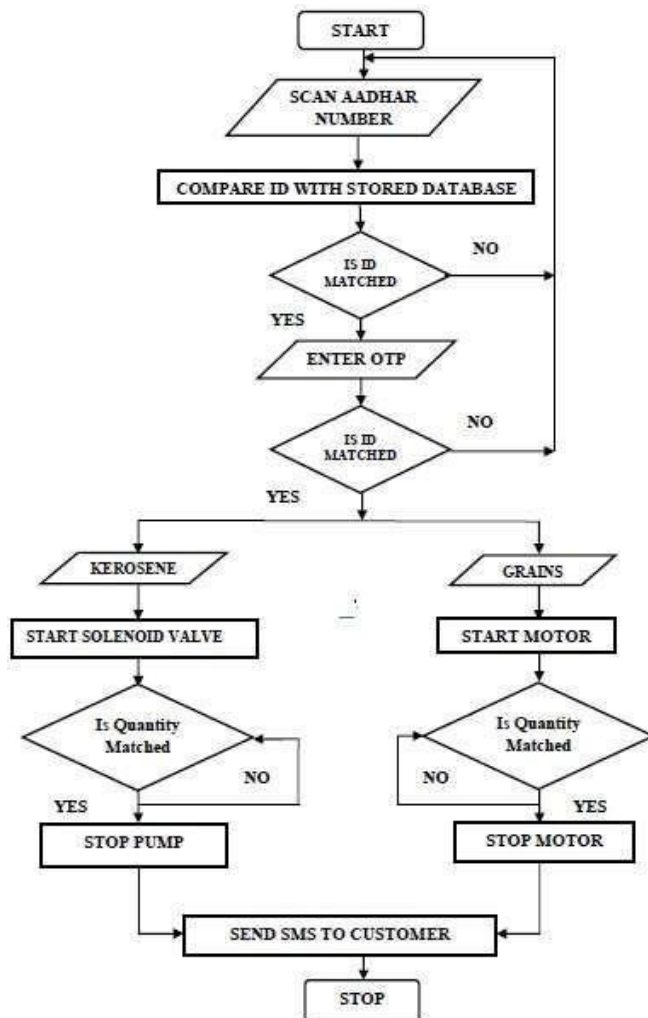 START
SCAN AADHAR
NUMBER
COMPARE ID WITH STORED DATABASE
IS ID
MATCHED
NO
YES
ENTER OTP
IS ID
MATCHED
NO
YES
KEROSENE
GRAINS
START SOLENOID VALVE
START MOTOR
Is Quantity
Matched
Is Quantity
Matched
NO
NO
YES
YES
STOP PUMP
STOP MOTOR
SEND SMS TO CUSTOMER
STOP